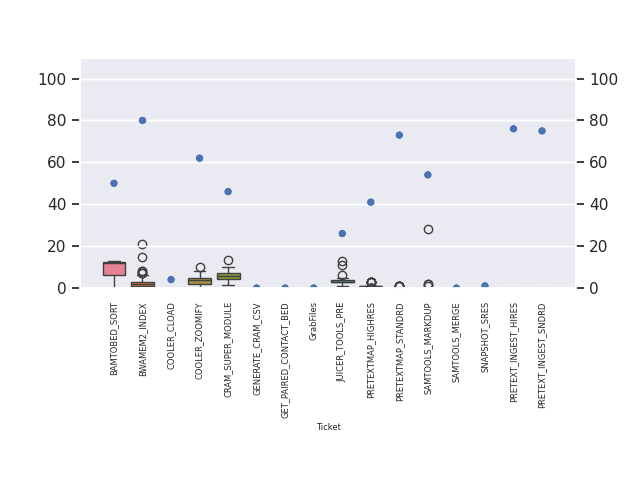 100
80
60
40
20
0
100
80
60
40
20
0
BAMTOBED_SORT
BWAMEM2_INDEX
COOLER_CLOAD
COOLER_ZOOMIFY
CRAM_SUPER_MODULE
GENERATE_CRAM_CSV
GET_PAIRED_CONTACT_BED
GrabFiles
JUICER_TOOLS_PRE
PRETEXTMAP_HIGHRES
PRETEXTMAP_STANDRD
SAMTOOLS_MARKDUP
SAMTOOLS_MERGE
SNAPSHOT_SRES
PRETEXT_INGEST_HIRES
PRETEXT_INGEST_SNDRD
Ticket